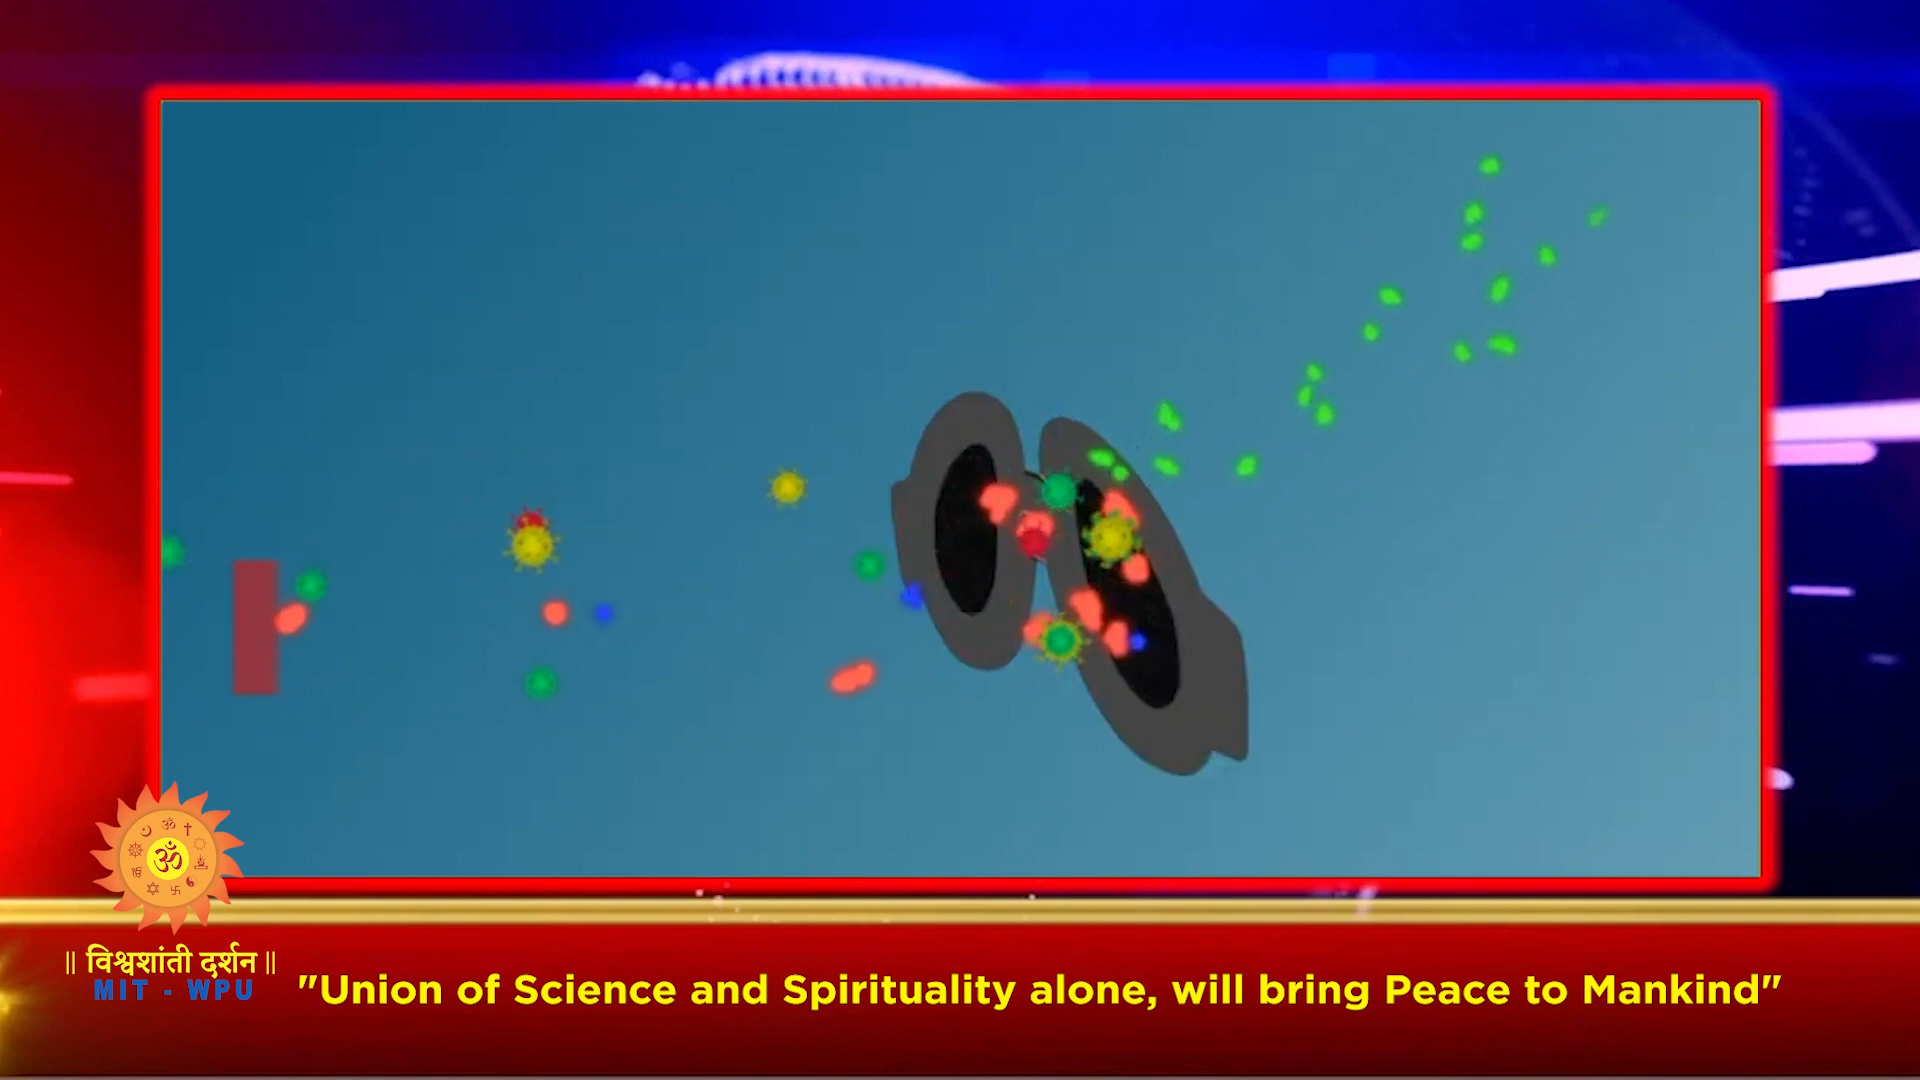 || विश्वशांती दर्शन ||
MIT - WPU
"Union of Science and Spirituality alone, will bring Peace to Mankind"